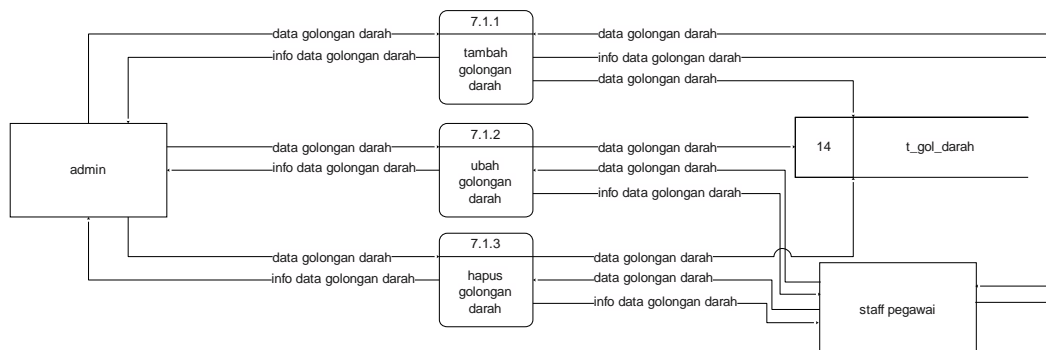 7.1.1
data golongan darah
data golongan darah
info data golongan darah
tambah
golongan
darah
info data golongan darah
data golongan darah
7.1.2
14
t_gol_darah
data golongan darah
data golongan darah
admin
info data golongan darah
ubah
golongan
darah
data golongan darah
info data golongan darah
7.1.3
data golongan darah
data golongan darah
info data golongan darah
hapus
golongan
darah
data golongan darah
info data golongan darah
staff pegawai